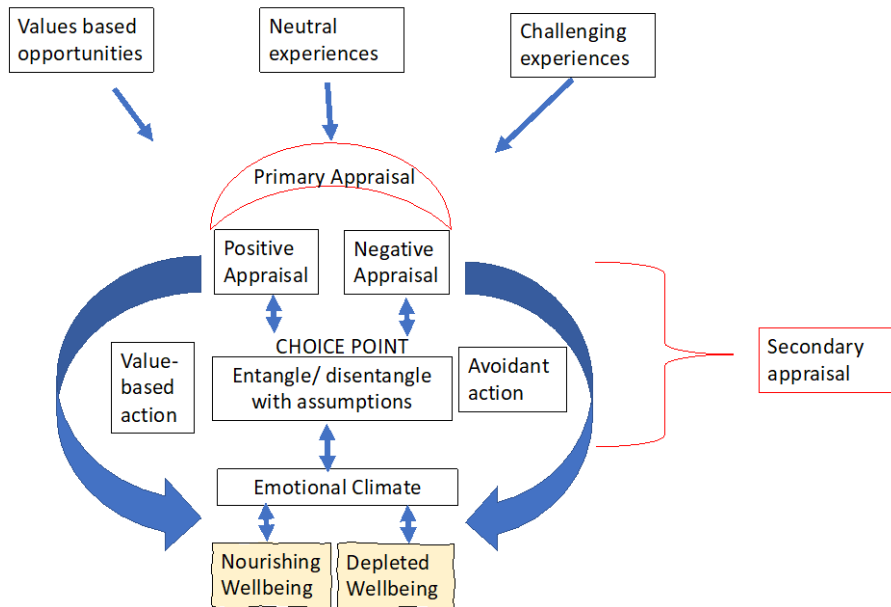 Values based
opportunities
Neutral
experiences
Challenging
experiences
Primary Appraisal
Positive
Appraisal
Negative
Appraisal
CHOICE POINT
Value-
based
action
Entangle/ disentangle
with assumptions
Avoidant
action
Secondary
appraisal
Emotional Climate
Nourishing
Wellbeing
Depleted
Wellbeing